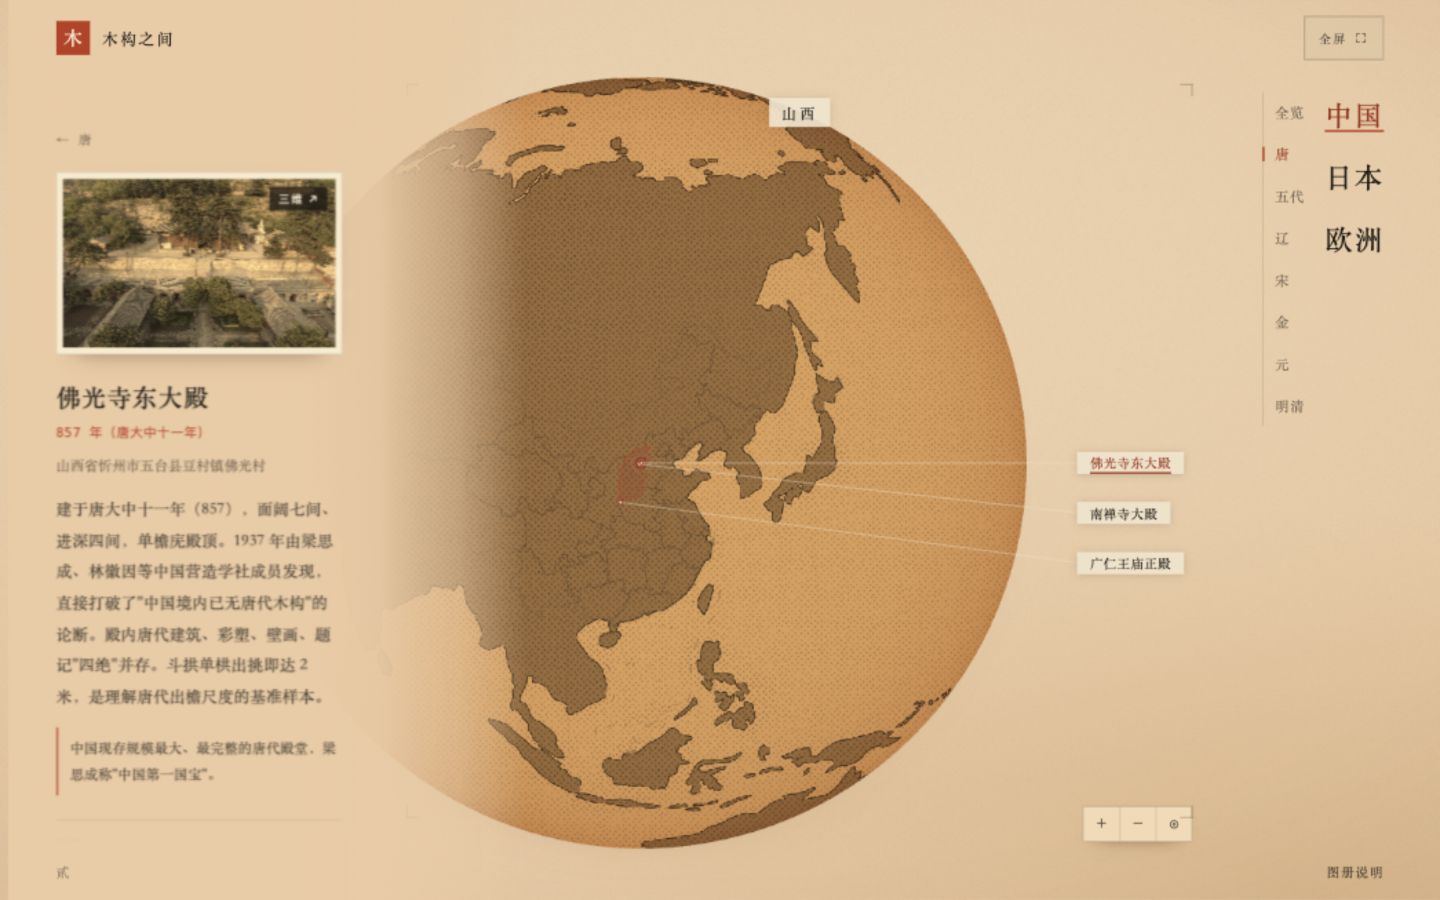 木 木构之间
全屏
← 唐
三维 ↗
佛光寺东大殿
857 年（唐大中十一年）
山西省忻州市五台县豆村镇佛光村
建于唐大中十一年（857），面阔七间、
进深四间，单檐庑殿顶。1937 年由梁思
成、林徽因等中国营造学社成员发现，
直接打破了"中国境内已无唐代木构"的
论断。殿内唐代建筑、彩塑、壁画、题
记"四绝"并存。斗拱单栱出挑即达 2
米，是理解唐代出檐尺度的基准样本。
中国现存规模最大、最完整的唐代殿堂，梁
思成称"中国第一国宝"。
贰
山西
佛光寺东大殿
南禅寺大殿
广仁王庙正殿
全览
唐
五代
辽
宋
金
元
明清
中国
日本
欧洲
+ −
图册说明